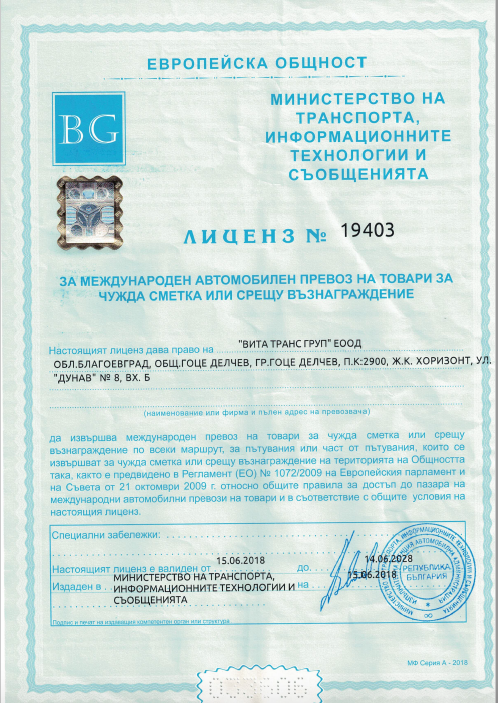 ЕВРОПЕЙСКА ОБЩНОСТ
BG
МИНИСТЕРСТВО НА
ТРАНСПОРТА,
ИНФОРМАЦИОННИТЕ
ТЕХНОЛОГИИ И
СЪОБЩЕНИЯТА
ЛИЦЕНЗ № 19403
ЗА МЕЖДУНАРОДЕН АВТОМОБИЛЕН ПРЕВОЗ НА ТОВАРИ ЗА
ЧУЖДА СМЕТКА ИЛИ СРЕЩУ ВЪЗНАГРАЖДЕНИЕ
Настоящият лиценз дава право на "ВИТА ТРАНС ГРУП" ЕООД
ОБЛ.БЛАГОЕВГРАД, ОБЩ.ГОЦЕ ДЕЛЧЕВ, ГР.ГОЦЕ ДЕЛЧЕВ, П.К:2900, Ж.К. ХОРИЗОНТ, УЛ.
"ДУНАВ" № 8, ВХ. Б
(наименование или фирма и пълен адрес на превозвача)
да извършва международен превоз на товари за чужда сметка или срещу
възнаграждение по всеки маршрут, за пътувания или част от пътувания, които се
извършват за чужда сметка или срещу възнаграждение на територията на Общността
така, както е предвидено в Регламент (ЕО) № 1072/2009 на Европейския парламент и
на Съвета от 21 октомври 2009 г. относно общите правила за достъп до пазара на
международни автомобилни превози на товари и в съответствие с общите условия на
настоящия лиценз.
Специални забележки:
Настоящият лиценз е валиден от 15.06.2018 до 14.06.2028
Издаден в МИНИСТЕРСТВО НА ТРАНСПОРТА, на 15.06.2018
ИНФОРМАЦИОННИТЕ ТЕХНОЛОГИИ И
СЪОБЩЕНИЯТА
РЕПУБЛИКА
БЪЛГАРИЯ
Подпис и печат на издаващия компетентен орган или структура
МФ Серия А - 2018